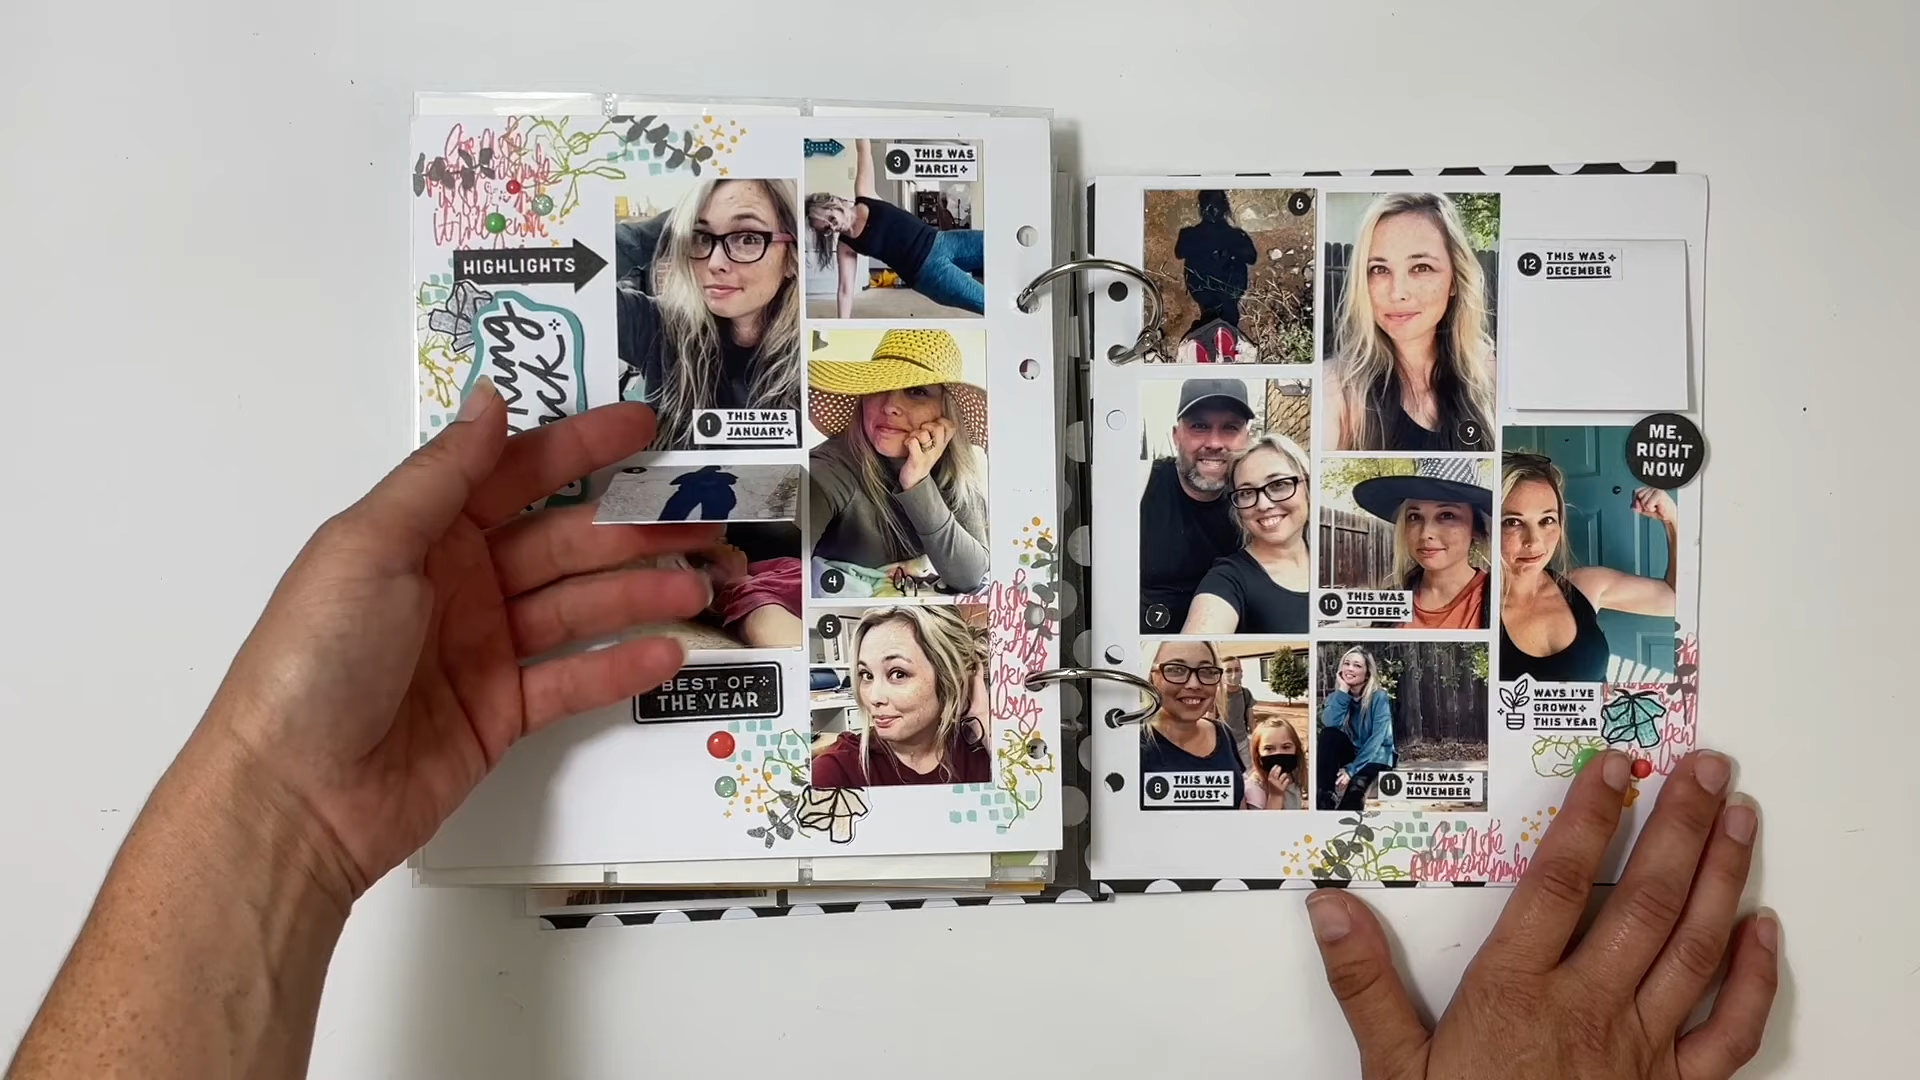 HIGHLIGHTS
1 THIS WAS
JANUARY
BEST OF
THE YEAR
3 THIS WAS
MARCH
4
5
6
7
8 THIS WAS
AUGUST
9
10 THIS WAS
OCTOBER
11 THIS WAS
NOVEMBER
12 THIS WAS
DECEMBER
ME,
RIGHT
NOW
WAYS I'VE
GROWN
THIS YEAR